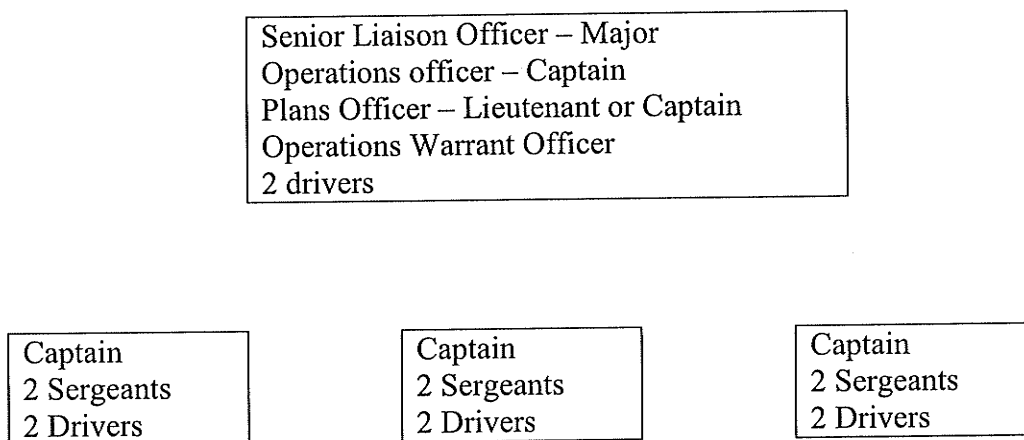 Senior Liaison Officer – Major
Operations officer – Captain
Plans Officer – Lieutenant or Captain
Operations Warrant Officer
2 drivers
Captain
2 Sergeants
2 Drivers
Captain
2 Sergeants
2 Drivers
Captain
2 Sergeants
2 Drivers